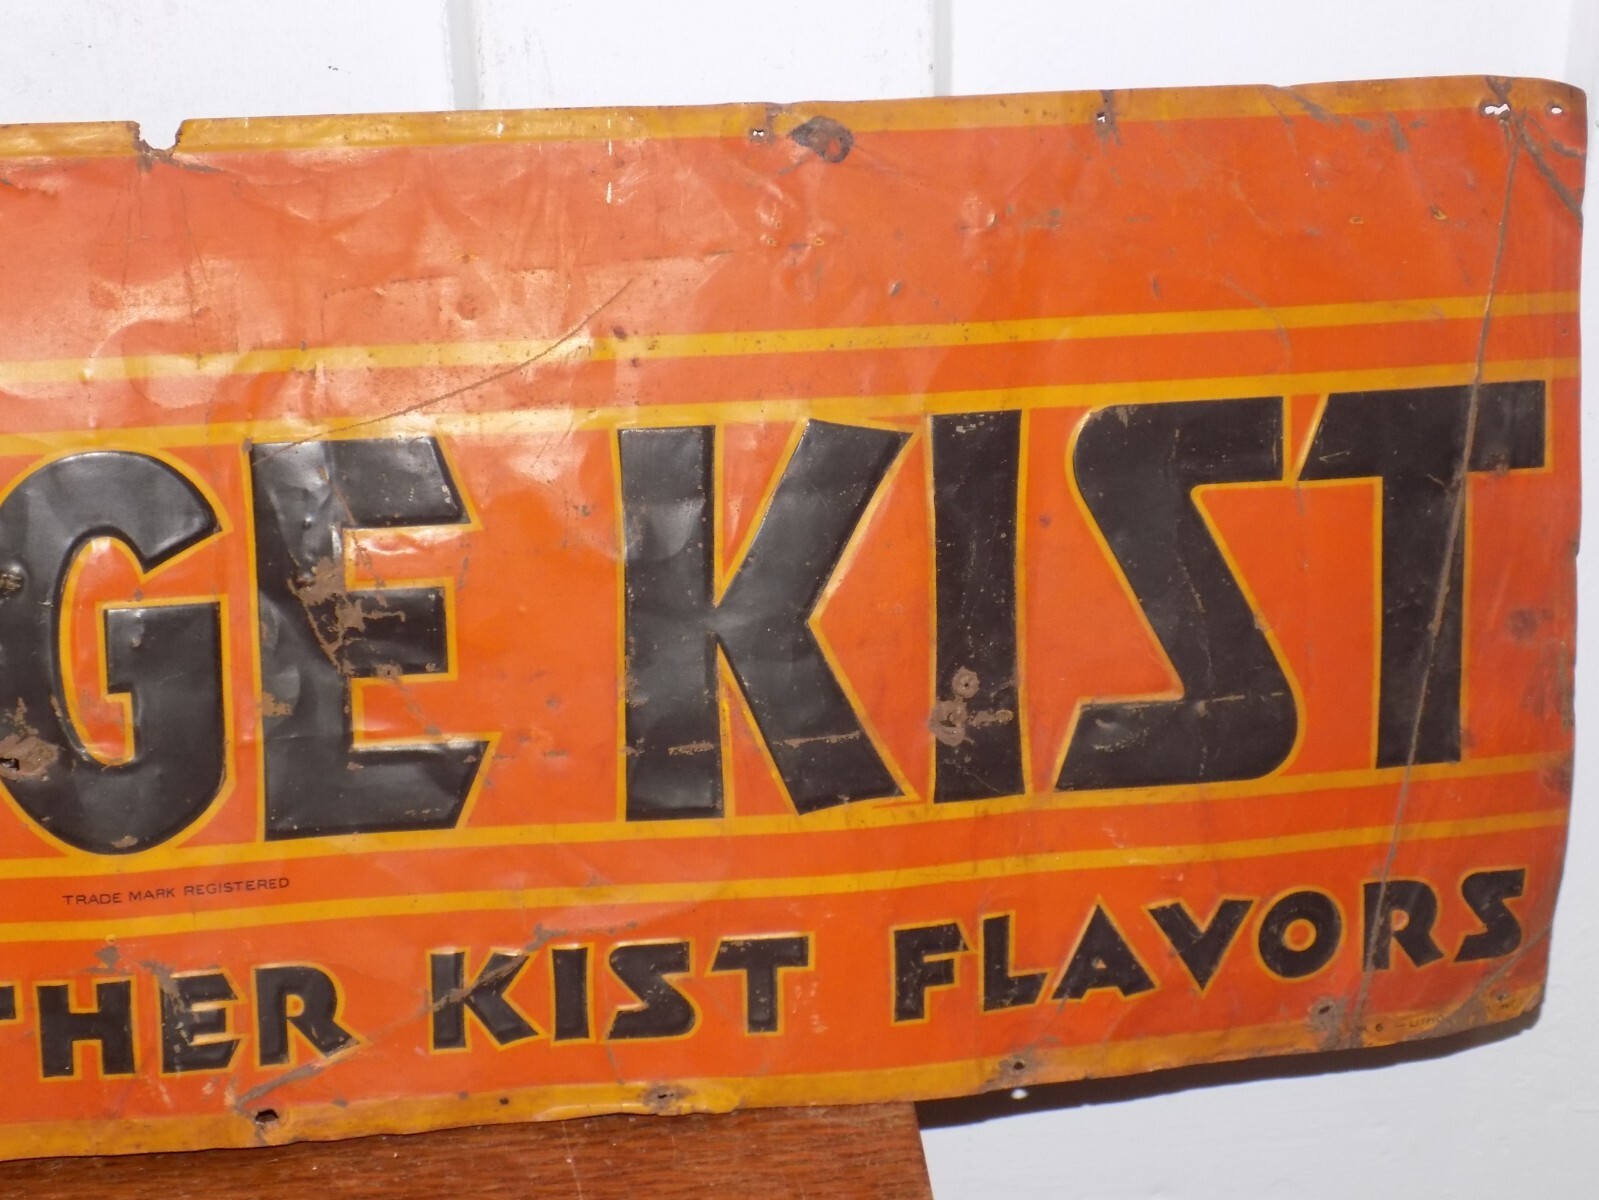 GE KIST
TRADE MARK REGISTERED
THER KIST FLAVORS